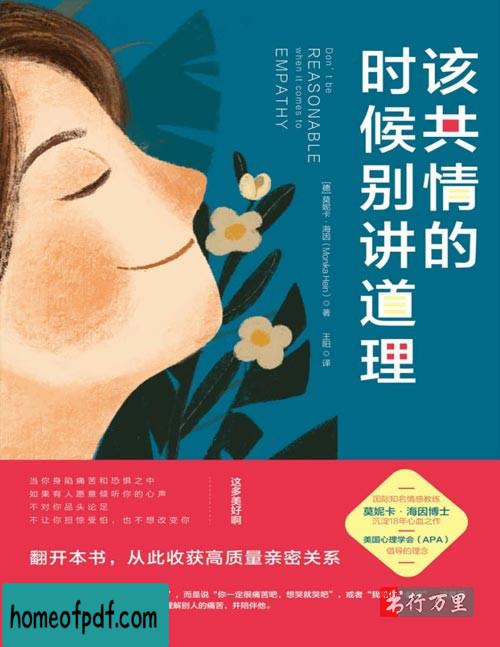 该共情的
时候别讲道理
Don't be
REASONABLE
when it comes to
EMPATHY
[德]莫妮卡·海因(Monika Hein)◎著
王阳◎译
当你身陷痛苦和恐惧之中
如果有人愿意倾听你的心声
不对你品头论足
不让你担惊受怕，也不想改变你
这多美好啊
翻开本书，从此收获高质量亲密关系
国际知名情感教练
莫妮卡·海因博士
沉淀18年心血之作
美国心理学会（APA）
倡导的理念
”，而是说“你一定很痛苦吧，想哭就哭吧”，或者“我
理解别人的痛苦，并陪伴他。
书行万里
homeofpdf.com